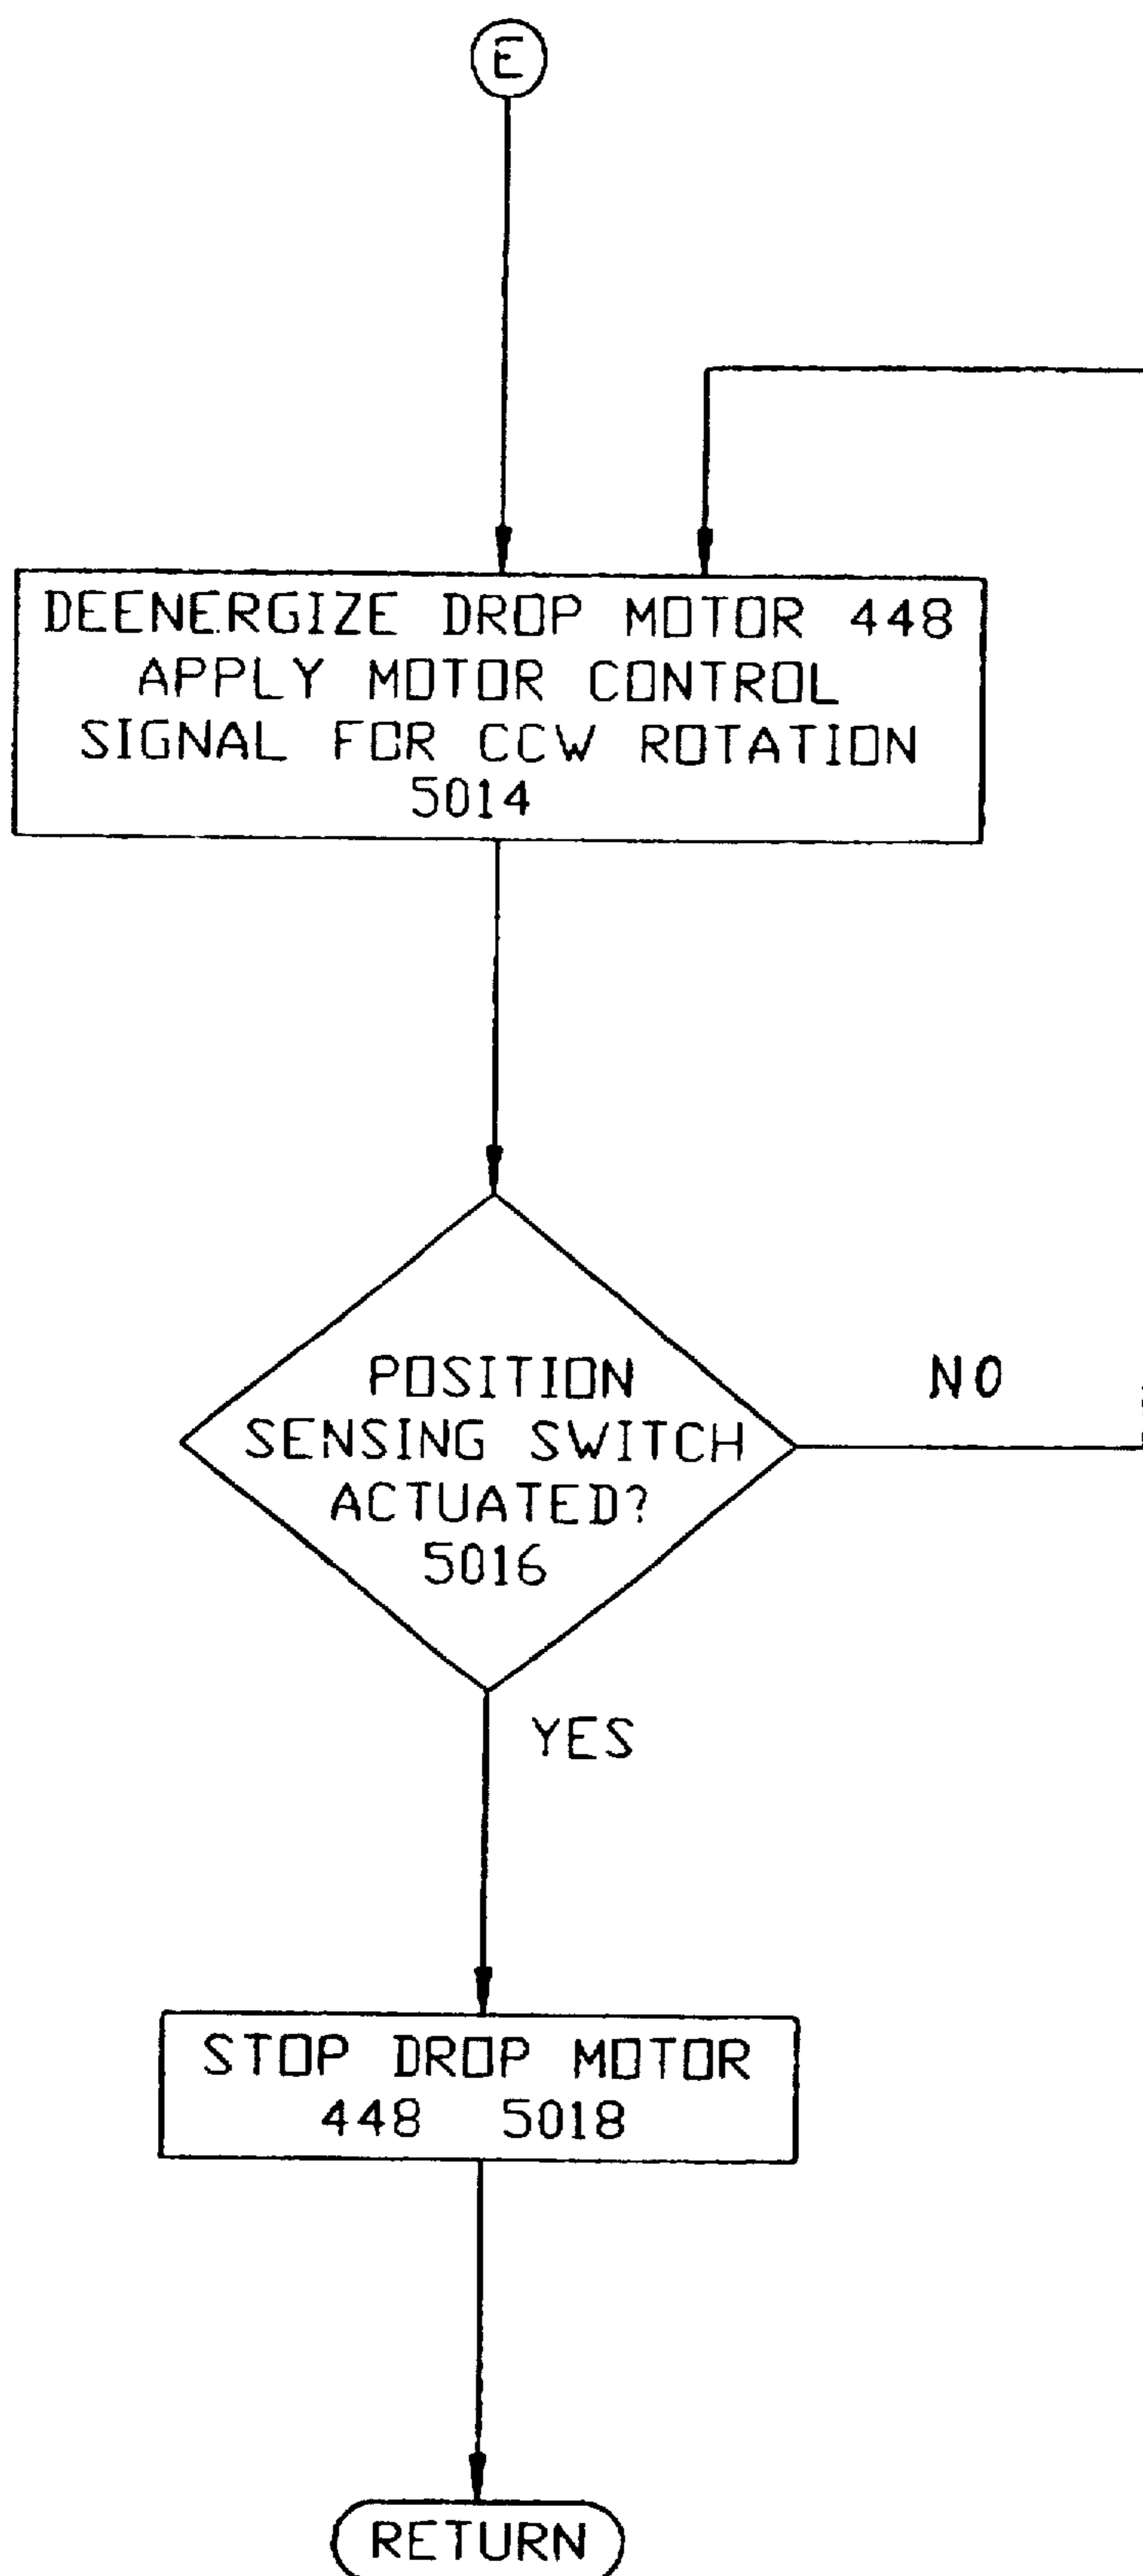 E
DEENERGIZE DROP MOTOR 448
APPLY MOTOR CONTROL
SIGNAL FOR CCW ROTATION
5014
POSITION
SENSING SWITCH
ACTUATED?
5016
NO
YES
STOP DROP MOTOR
448 5018
RETURN